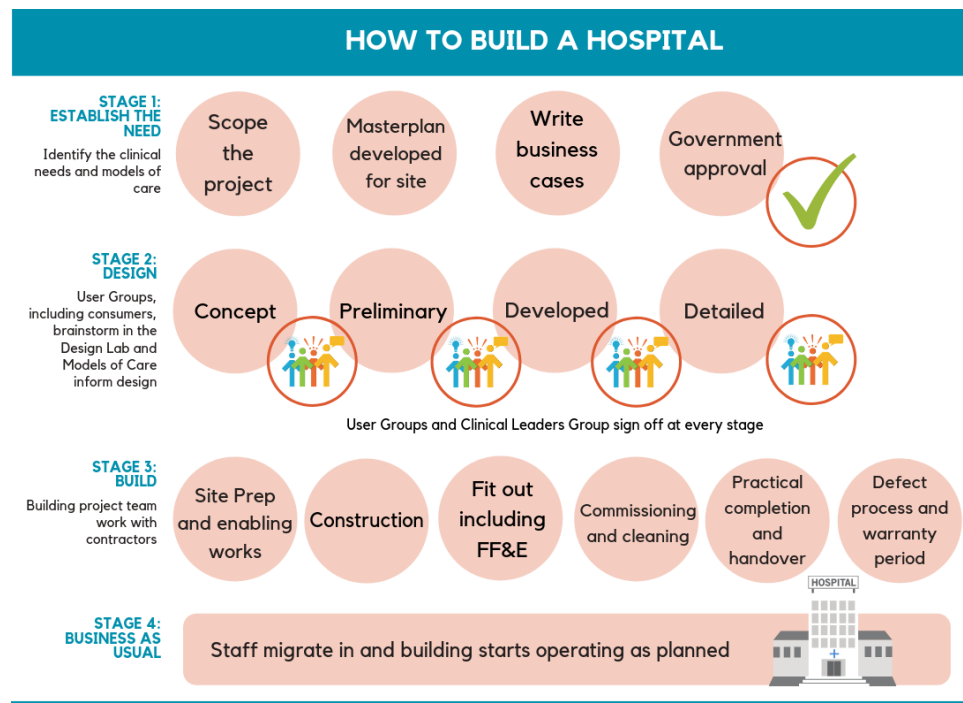 HOW TO BUILD A HOSPITAL
STAGE 1:
ESTABLISH THE
NEED
Identify the clinical
needs and models of
care
Scope
the
project
Masterplan
developed
for site
Write
business
cases
Government
approval
STAGE 2:
DESIGN
User Groups,
including consumers,
brainstorm in the
Design Lab and
Models of Care
inform design
Concept
Preliminary
Developed
Detailed
User Groups and Clinical Leaders Group sign off at every stage
STAGE 3:
BUILD
Building project team
work with
contractors
Site Prep
and enabling
works
Construction
Fit out
including
FF&E
Commissioning
and cleaning
Practical
completion
and
handover
Defect
process and
warranty
period
STAGE 4:
BUSINESS AS
USUAL
Staff migrate in and building starts operating as planned
HOSPITAL